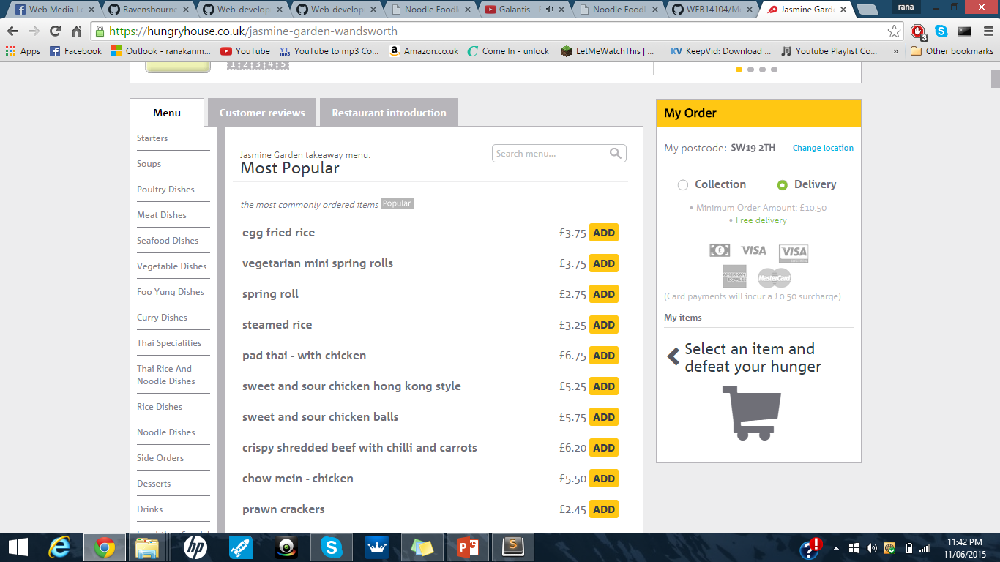 Web Media Le
Ravensbourne
Web-develop
Web-develop
Noodle Foodl
Galantis - 
Noodle Foodl
WEB14104/M
Jasmine Gard
rana
https://hungryhouse.co.uk/jasmine-garden-wandsworth
3
Apps
Facebook
Outlook - ranakarim...
YouTube
YouTube to mp3 Co...
Amazon.co.uk
Come In - unlock
LetMeWatchThis | ...
KeepVid: Download ...
Youtube Playlist Co...
»
Other bookmarks
1 2 3 4 5
Menu
Customer reviews
Restaurant introduction
Starters
Soups
Poultry Dishes
Meat Dishes
Seafood Dishes
Vegetable Dishes
Foo Yung Dishes
Curry Dishes
Thai Specialities
Thai Rice And
Noodle Dishes
Rice Dishes
Noodle Dishes
Side Orders
Desserts
Drinks
Jasmine Garden takeaway menu:
Most Popular
Search menu...
the most commonly ordered items Popular
egg fried rice £3.75 ADD
vegetarian mini spring rolls £3.75 ADD
spring roll £2.75 ADD
steamed rice £3.25 ADD
pad thai - with chicken £6.75 ADD
sweet and sour chicken hong kong style £5.25 ADD
sweet and sour chicken balls £5.75 ADD
crispy shredded beef with chilli and carrots £6.20 ADD
chow mein - chicken £5.50 ADD
prawn crackers £2.45 ADD
My Order
My postcode: SW19 2TH Change location
Collection Delivery
• Minimum Order Amount: £10.50
• Free delivery
£ VISA VISA
ELECTRON
AMERICAN EXPRESS MasterCard
(Card payments will incur a £0.50 surcharge)
My items
Select an item and
defeat your hunger
11:42 PM
11/06/2015